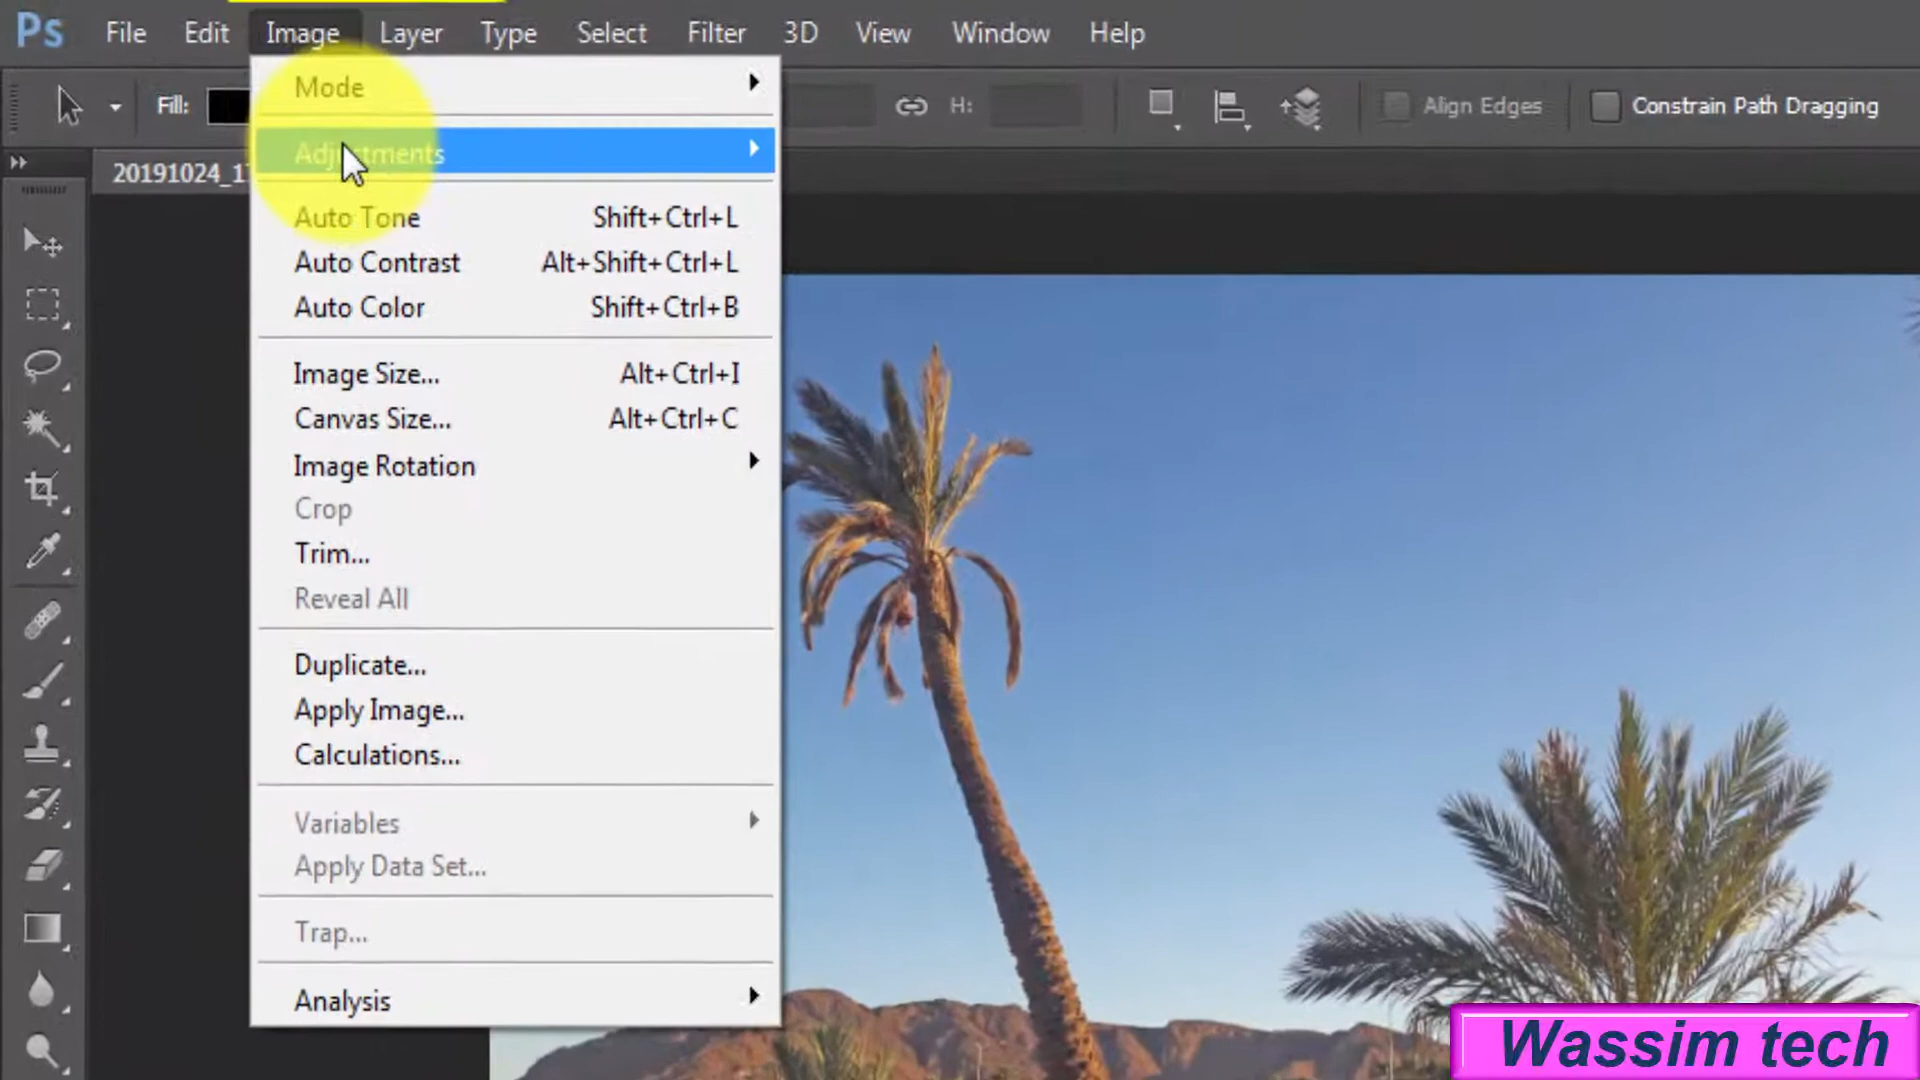 Ps File Edit Image Layer Type Select Filter 3D View Window Help
Fill: H: Align Edges Constrain Path Dragging
20191024_1
Mode
Adjustments
Auto Tone Shift+Ctrl+L
Auto Contrast Alt+Shift+Ctrl+L
Auto Color Shift+Ctrl+B
Image Size... Alt+Ctrl+I
Canvas Size... Alt+Ctrl+C
Image Rotation
Crop
Trim...
Reveal All
Duplicate...
Apply Image...
Calculations...
Variables
Apply Data Set...
Trap...
Analysis
Wassim tech